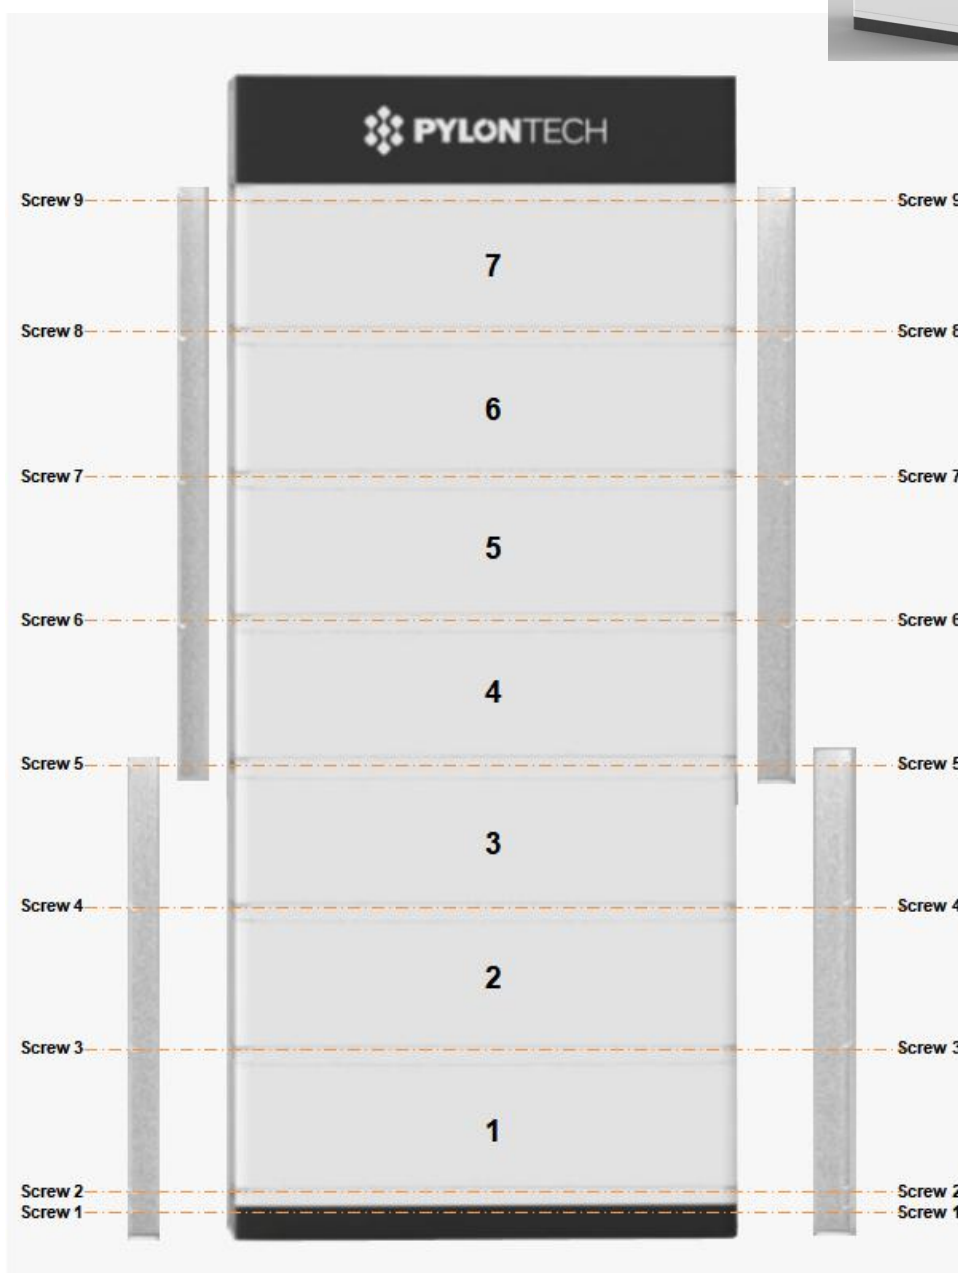 PYLONTECH
Screw 9 Screw 9
7
Screw 8 Screw 8
6
Screw 7 Screw 7
5
Screw 6 Screw 6
4
Screw 5 Screw 5
3
Screw 4 Screw 4
2
Screw 3 Screw 3
1
Screw 2 Screw 2
Screw 1 Screw 1